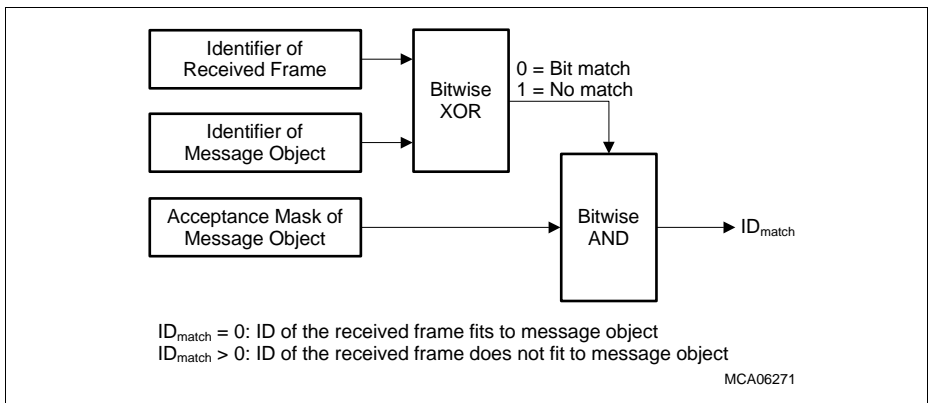 Identifier of
Received Frame
Identifier of
Message Object
Acceptance Mask of
Message Object
Bitwise
XOR
0 = Bit match
1 = No match
Bitwise
AND
IDmatch
IDmatch = 0: ID of the received frame fits to message object
IDmatch > 0: ID of the received frame does not fit to message object
MCA06271